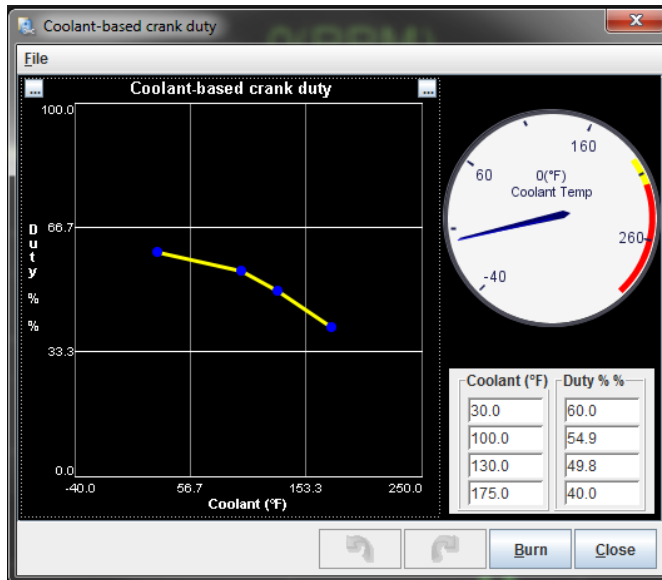 Coolant-based crank duty
File
...
Coolant-based crank duty
...
100.0
66.7
33.3
0.0
Duty % %
-40.0
56.7
153.3
250.0
Coolant (°F)
160
60
0(°F)
Coolant Temp
260
-40
Coolant (°F) Duty % %
30.0 60.0
100.0 54.9
130.0 49.8
175.0 40.0
Burn
Close